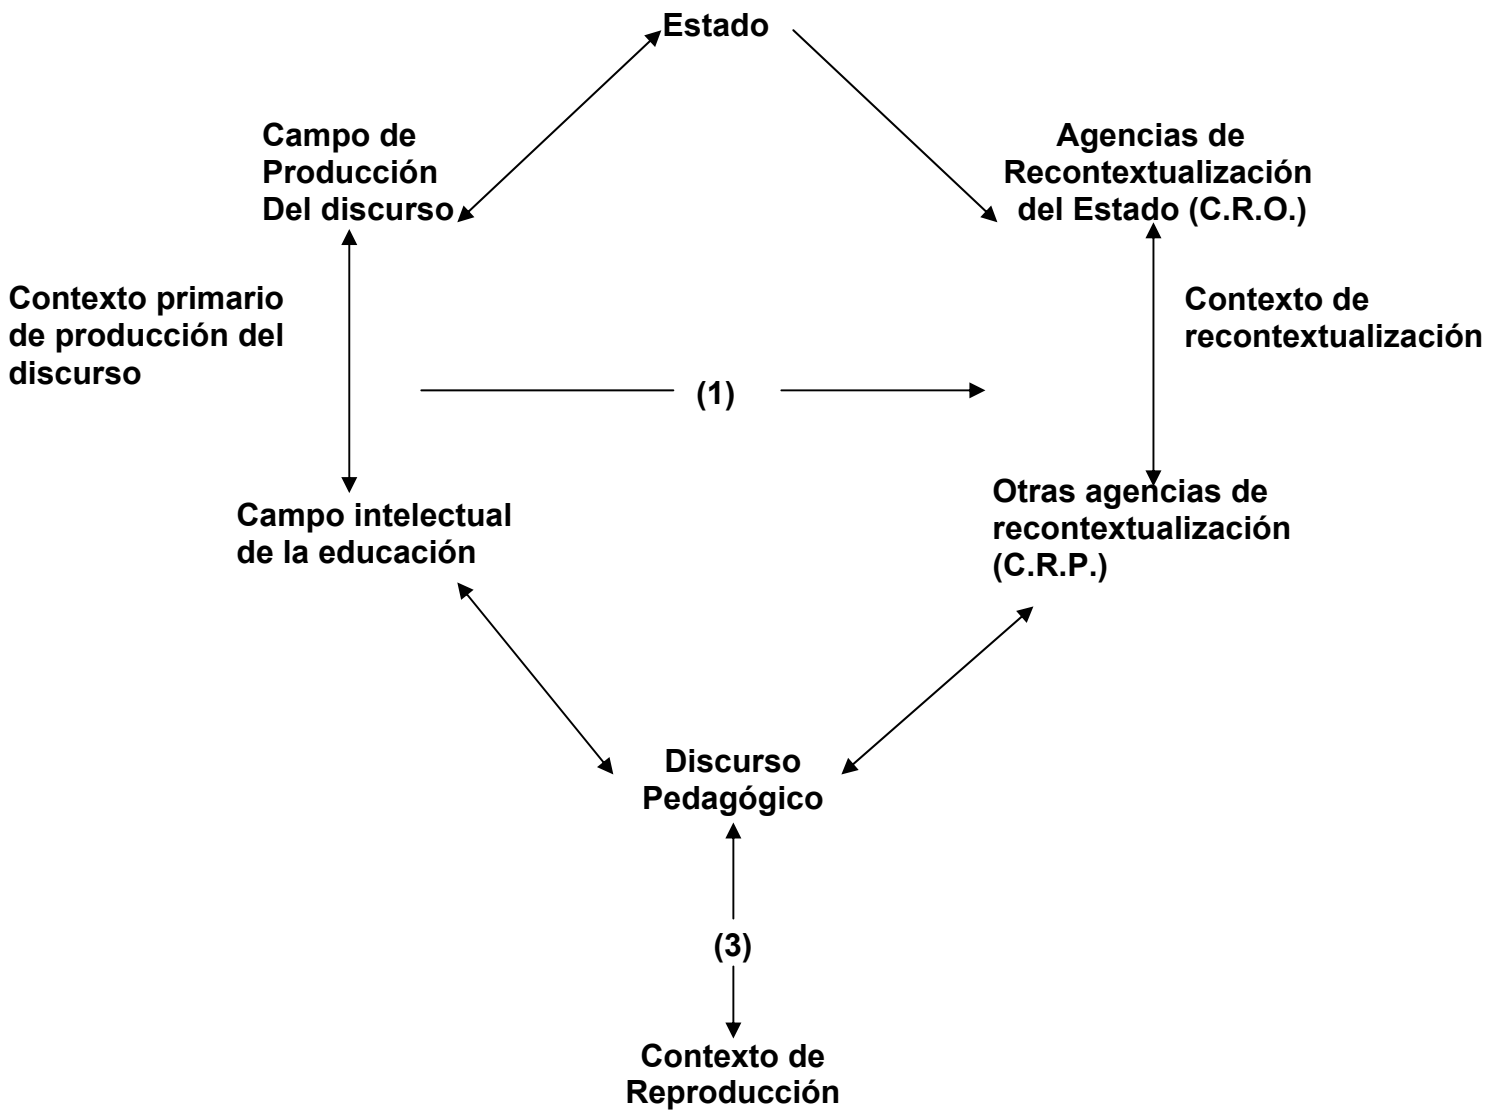 Estado
Campo de
Producción
Del discurso
Agencias de
Recontextualización
del Estado (C.R.O.)
Contexto primario
de producción del
discurso
Contexto de
recontextualización
(1)
Campo intelectual
de la educación
Otras agencias de
recontextualización
(C.R.P.)
Discurso
Pedagógico
(3)
Contexto de
Reproducción